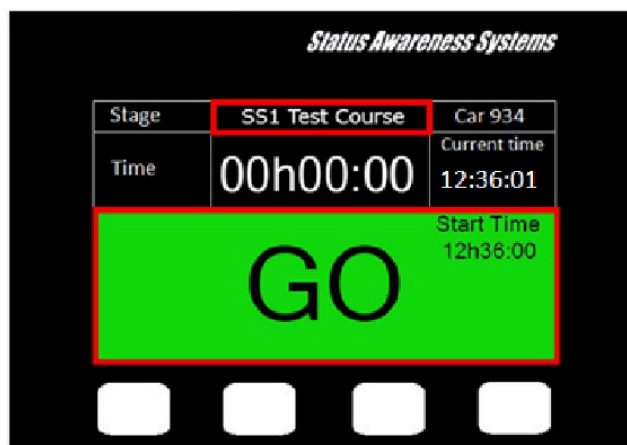 Status Awareness Systems
Stage SS1 Test Course Car 934
Time 00h00:00 Current time
12:36:01
GO Start Time
12h36:00